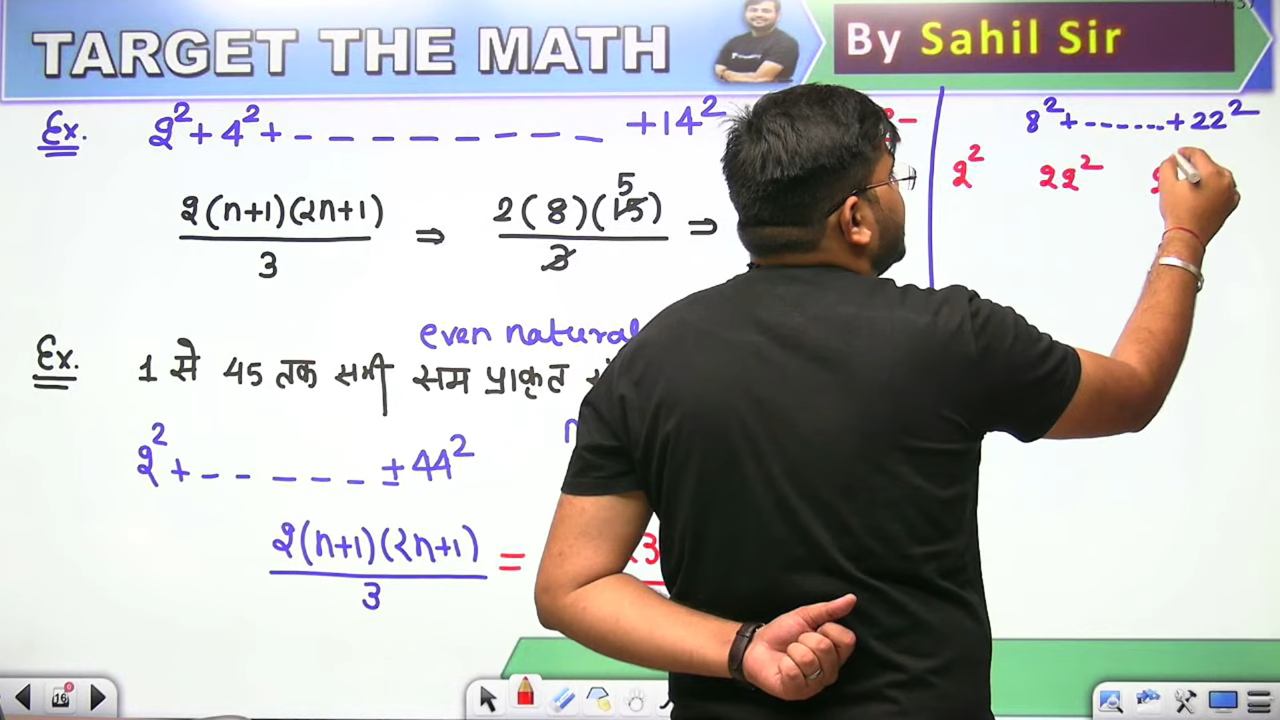 TARGET THE MATH
By Sahil Sir
Ex. 2²+ 4²+ - - - - - - - - - +14²
2(n+1)(2n+1) / 3 ⇒ 2(8)(15) / 3 ⇒
5
8²+ ------ + 22²
2² 22²
even natural
Ex. 1 से 45 तक सभी सम प्राकृत
2² + - - - - - + 44²
2(n+1)(2n+1) / 3 =
16